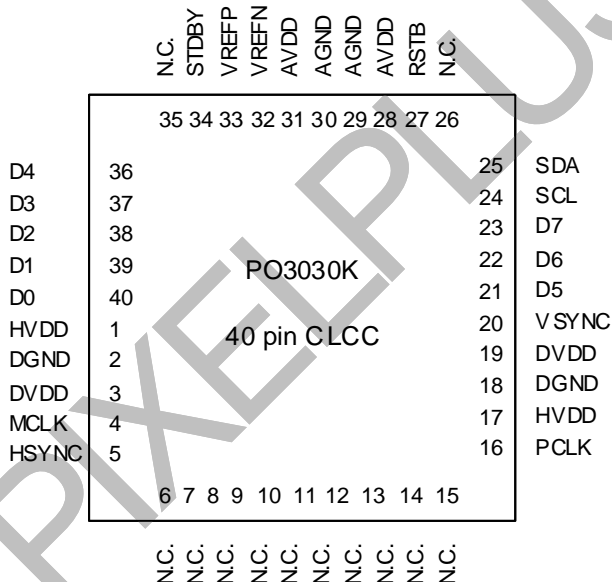 N.C. STDBY VREFP VREFN AVDD AGND AGND AVDD RSTB N.C.
35 34 33 32 31 30 29 28 27 26
D4 36 25 SDA
D3 37 24 SCL
D2 38 23 D7
D1 39 22 D6
D0 40 21 D5
HVDD 1 20 VSYNC
DGND 2 19 DVDD
DVDD 3 18 DGND
MCLK 4 17 HVDD
HSYNC 5 16 PCLK
PO3030K
40 pin CLCC
6 7 8 9 10 11 12 13 14 15
N.C. N.C. N.C. N.C. N.C. N.C. N.C. N.C. N.C. N.C.
PIXELPLUS